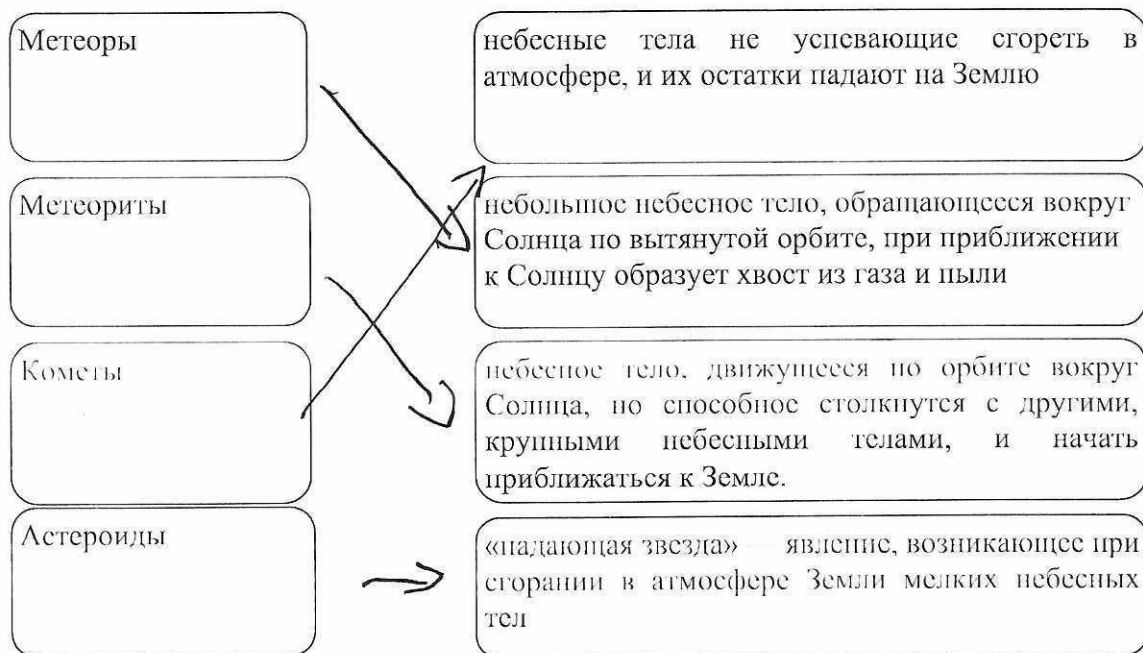 Метеоры
небесные тела не успевающие сгореть в
атмосфере, и их остатки падают на Землю
Метеориты
небольшое небесное тело, обращающееся вокруг
Солнца по вытянутой орбите, при приближении
к Солнцу образует хвост из газа и пыли
Кометы
небесное тело, движущееся по орбите вокруг
Солнца, но способное столкнутся с другими,
крупными небесными телами, и начать
приближаться к Земле.
Астероиды
«падающая звезда» — явление, возникающее при
сгорании в атмосфере Земли мелких небесных
тел